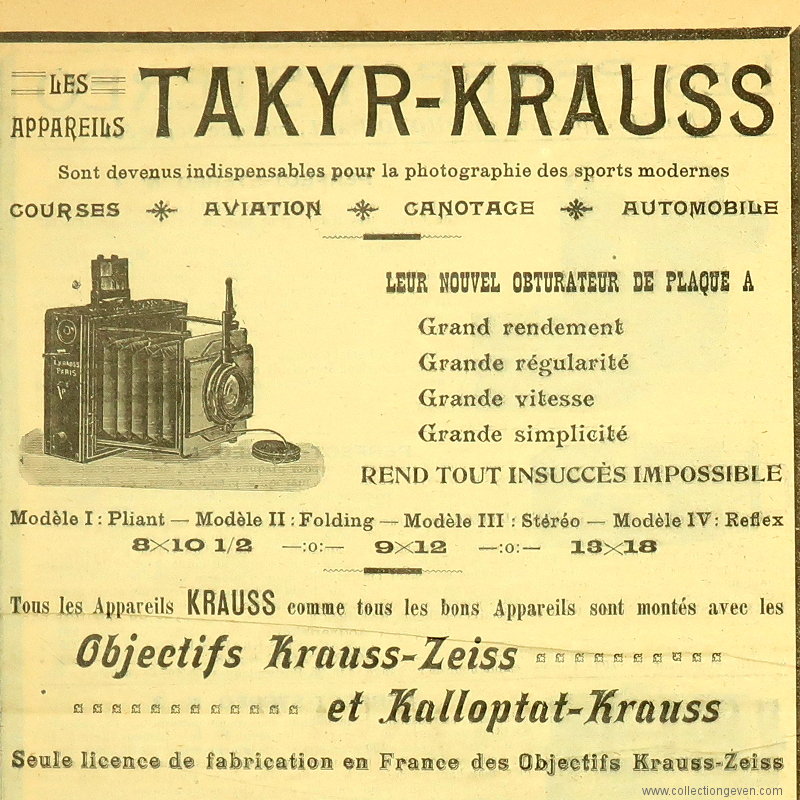 LES APPAREILS TAKYR-KRAUSS
Sont devenus indispensables pour la photographie des sports modernes
COURSES AVIATION CANOTAGE AUTOMOBILE
LEUR NOUVEL OBTURATEUR DE PLAQUE A
Grand rendement
Grande régularité
Grande vitesse
Grande simplicité
REND TOUT INSUCCÈS IMPOSSIBLE
E. KRAUSS
PARIS
Modèle I : Pliant — Modèle II : Folding — Modèle III : Stéréo — Modèle IV : Reflex
8×10 1/2 —:o:— 9×12 —:o:— 13×18
Tous les Appareils KRAUSS comme tous les bons Appareils sont montés avec les
Objectifs Krauss-Zeiss
et Kalloptat-Krauss
Seule licence de fabrication en France des Objectifs Krauss-Zeiss
www.collectiongeven.com